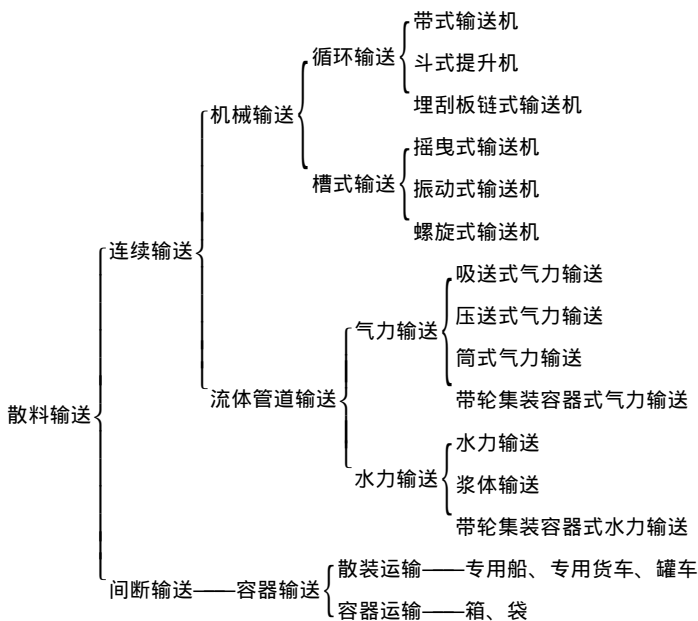 带式输送机
循环输送
斗式提升机
埋刮板链式输送机
机械输送
摇曳式输送机
槽式输送
振动式输送机
螺旋式输送机
连续输送
吸送式气力输送
压送式气力输送
气力输送
筒式气力输送
带轮集装容器式气力输送
流体管道输送
散料输送
水力输送
水力输送
浆体输送
带轮集装容器式水力输送
间断输送——容器输送
散装运输——专用船、专用货车、罐车
容器运输——箱、袋